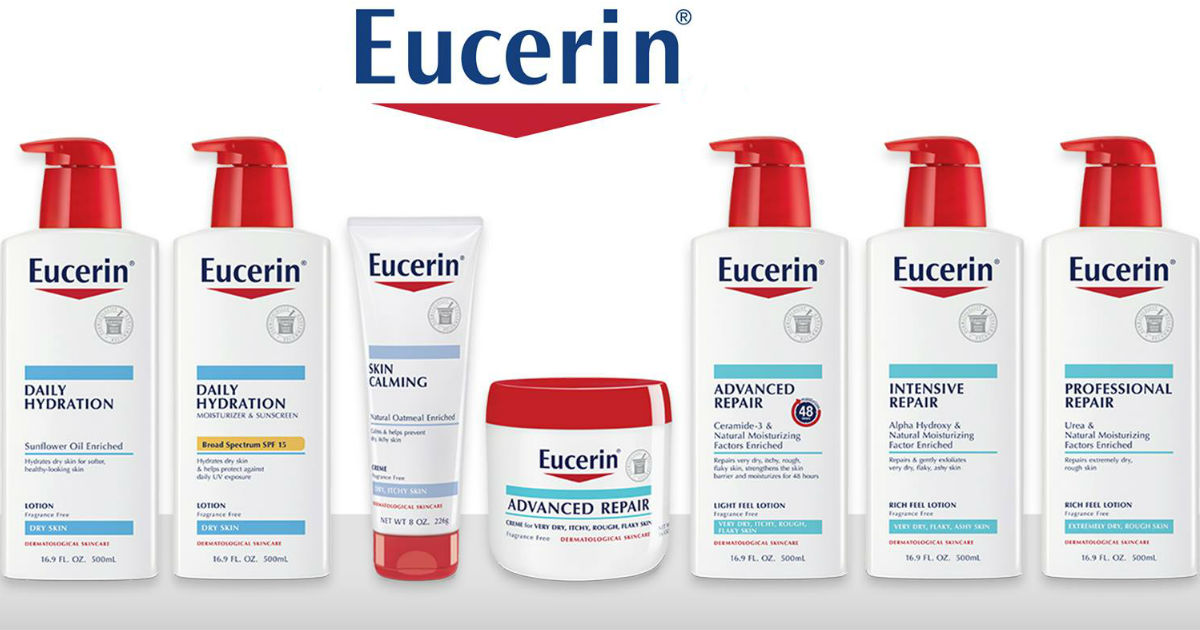 Eucerin®
Eucerin®
DAILY
HYDRATION
Sunflower Oil Enriched
Hydrates dry skin for softer,
healthy-looking skin
LOTION
Fragrance Free
DRY SKIN
DERMATOLOGICAL SKINCARE
16.9 FL. OZ. 500mL
Eucerin®
DAILY
HYDRATION
MOISTURIZER & SUNSCREEN
Broad Spectrum SPF 15
Hydrates dry skin
& helps protect against
daily UV exposure
LOTION
Fragrance Free
DRY SKIN
DERMATOLOGICAL SKINCARE
16.9 FL. OZ. 500mL
Eucerin®
SKIN
CALMING
Natural Oatmeal Enriched
Calms & helps prevent
dry, itchy skin
CREME
Fragrance Free
DRY, ITCHY SKIN
DERMATOLOGICAL SKINCARE
NET WT 8 OZ. 226g
Eucerin®
ADVANCED REPAIR
CREME for VERY DRY, ITCHY, ROUGH, FLAKY SKIN
Fragrance Free DERMATOLOGICAL SKINCARE
Eucerin®
ADVANCED
REPAIR
48
Ceramide-3 &
Natural Moisturizing
Factors Enriched
Repairs very dry, itchy, rough,
flaky skin, strengthens the skin
barrier and moisturizes for 48 hours
LIGHT FEEL LOTION
Fragrance Free
VERY DRY, ITCHY, ROUGH,
FLAKY SKIN
DERMATOLOGICAL SKINCARE
16.9 FL. OZ. 500mL
Eucerin®
INTENSIVE
REPAIR
Alpha Hydroxy &
Natural Moisturizing
Factor Enriched
Repairs & gently exfoliates
very dry, flaky, ashy skin
RICH FEEL LOTION
Fragrance Free
VERY DRY, FLAKY, ASHY SKIN
DERMATOLOGICAL SKINCARE
16.9 FL. OZ. 500mL
Eucerin®
PROFESSIONAL
REPAIR
Urea &
Natural Moisturizing
Factors Enriched
Repairs extremely dry,
rough skin
RICH FEEL LOTION
Fragrance Free
EXTREMELY DRY, ROUGH SKIN
DERMATOLOGICAL SKINCARE
16.9 FL. OZ. 500mL